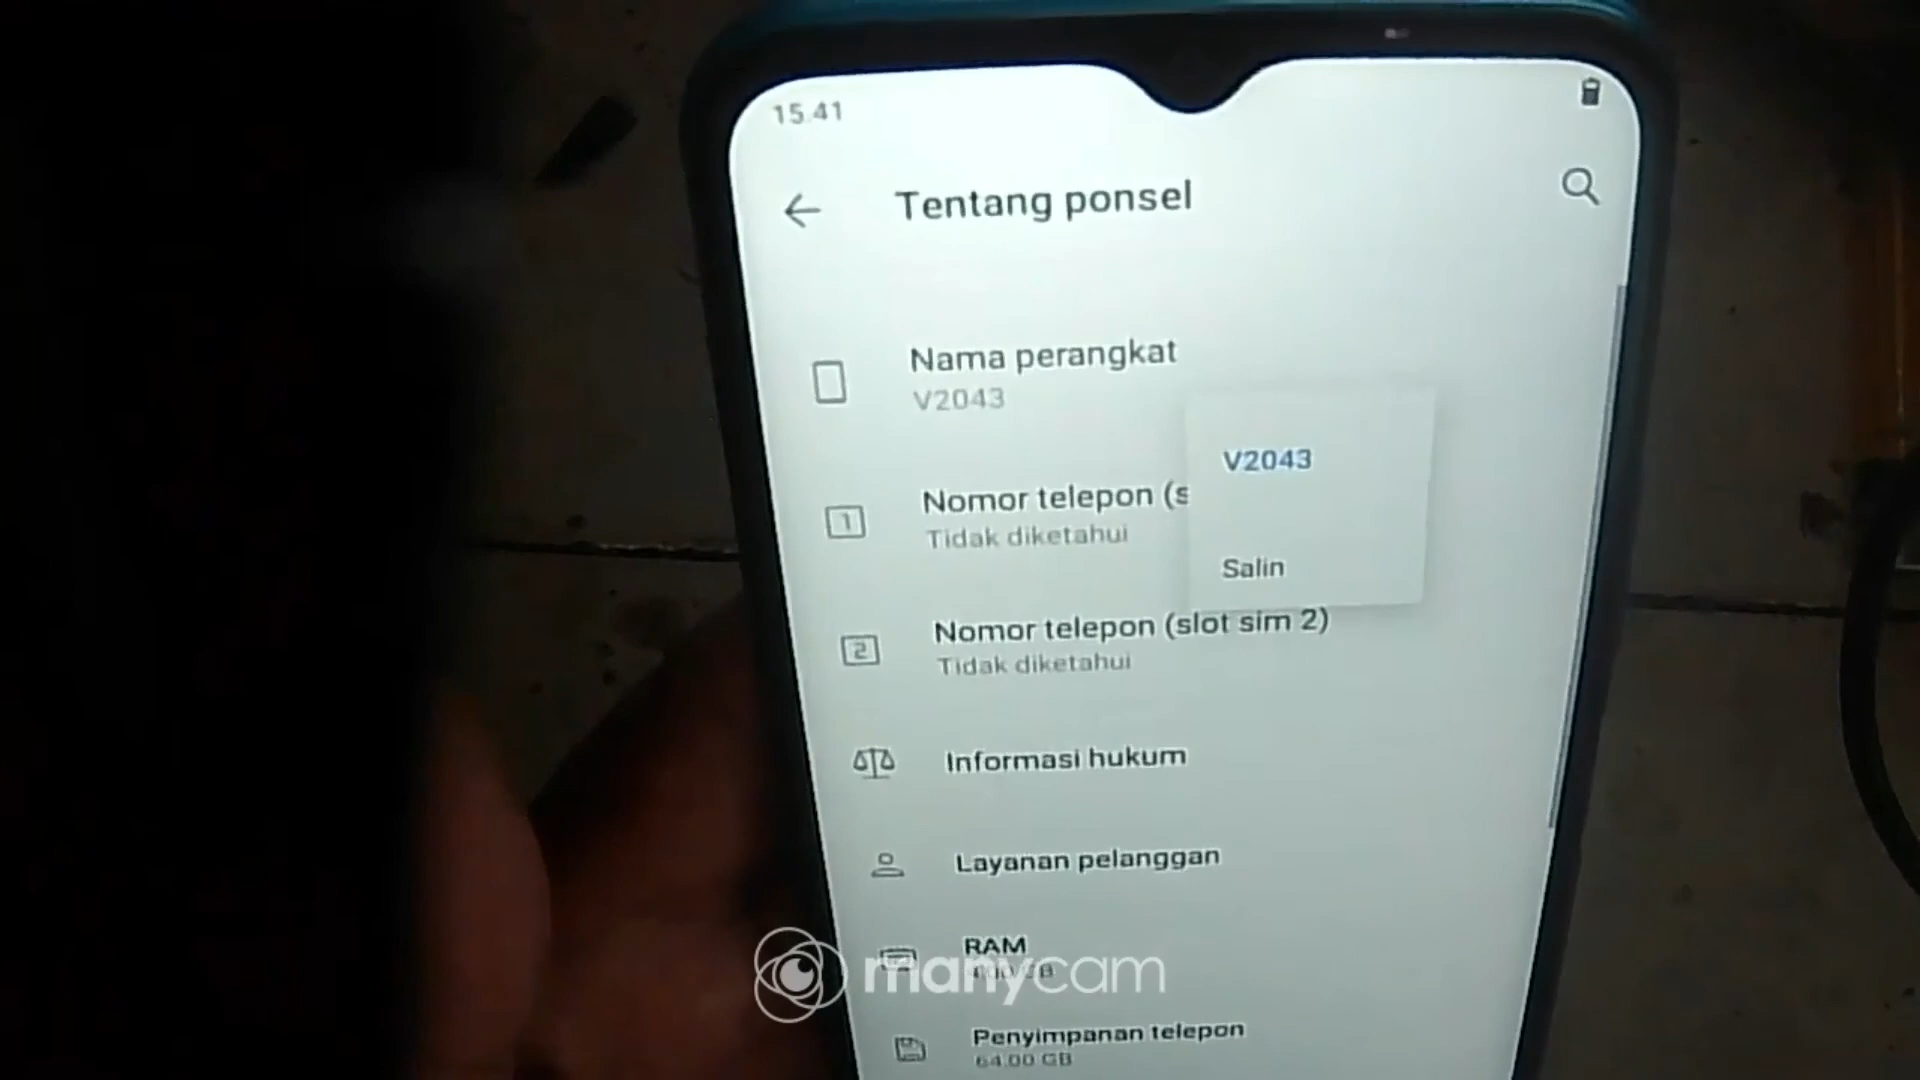 15.41
Tentang ponsel
Nama perangkat
V2043
V2043
Nomor telepon (s
Tidak diketahui
Salin
Nomor telepon (slot sim 2)
Tidak diketahui
Informasi hukum
Layanan pelanggan
RAM
manycam
Penyimpanan telepon
64.00 GB